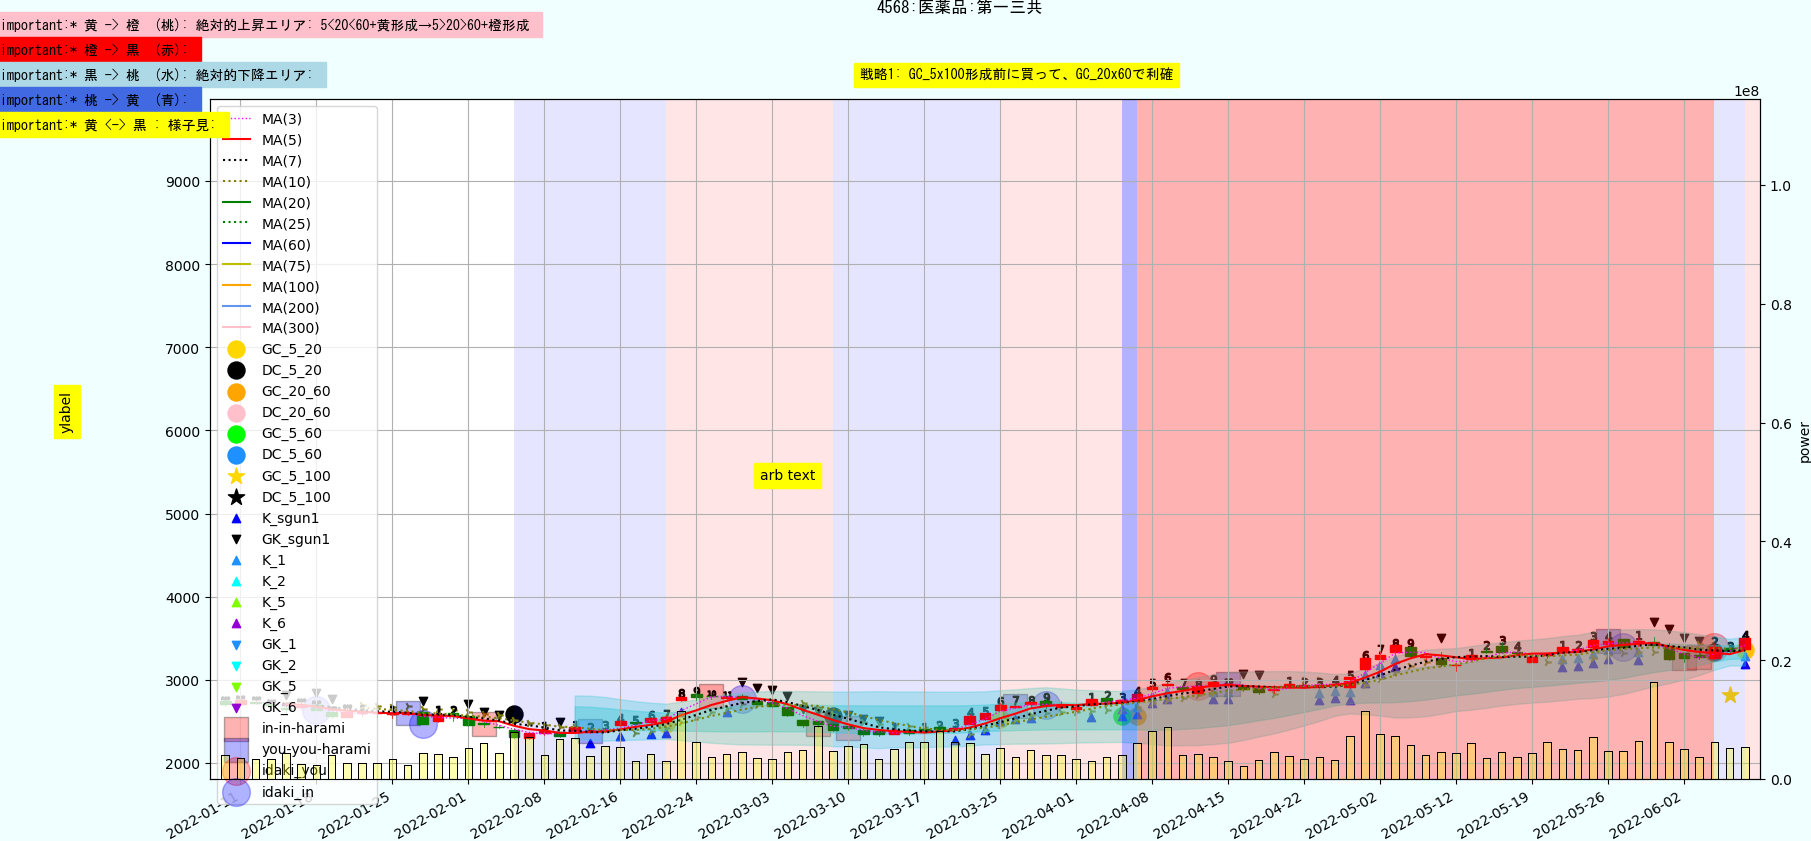 4568:医薬品:第一三共
important:* 黄 -> 橙 (桃): 絶対的上昇エリア: 5<20<60+黄形成→5>20>60+橙形成
important:* 橙 -> 黒 (赤):
important:* 黒 -> 桃 (水): 絶対的下降エリア:
important:* 桃 -> 黄 (青):
important:* 黄 <-> 黒 : 様子見:
戦略1: GC_5x100形成前に買って、GC_20x60で利確
1e8
MA(3)
MA(5)
MA(7)
MA(10)
MA(20)
MA(25)
MA(60)
MA(75)
MA(100)
MA(200)
MA(300)
GC_5_20
DC_5_20
GC_20_60
DC_20_60
GC_5_60
DC_5_60
GC_5_100
DC_5_100
K_sgun1
GK_sgun1
K_1
K_2
K_5
K_6
GK_1
GK_2
GK_5
GK_6
in-in-harami
you-you-harami
idaki_you
idaki_in
9000
8000
7000
6000
5000
4000
3000
2000
ylabel
arb text
1.0
0.8
0.6
0.4
0.2
0.0
power
2022-01-25
2022-02-01
2022-02-08
2022-02-16
2022-02-24
2022-03-03
2022-03-10
2022-03-17
2022-03-25
2022-04-01
2022-04-08
2022-04-15
2022-04-22
2022-05-02
2022-05-12
2022-05-19
2022-05-26
2022-06-02